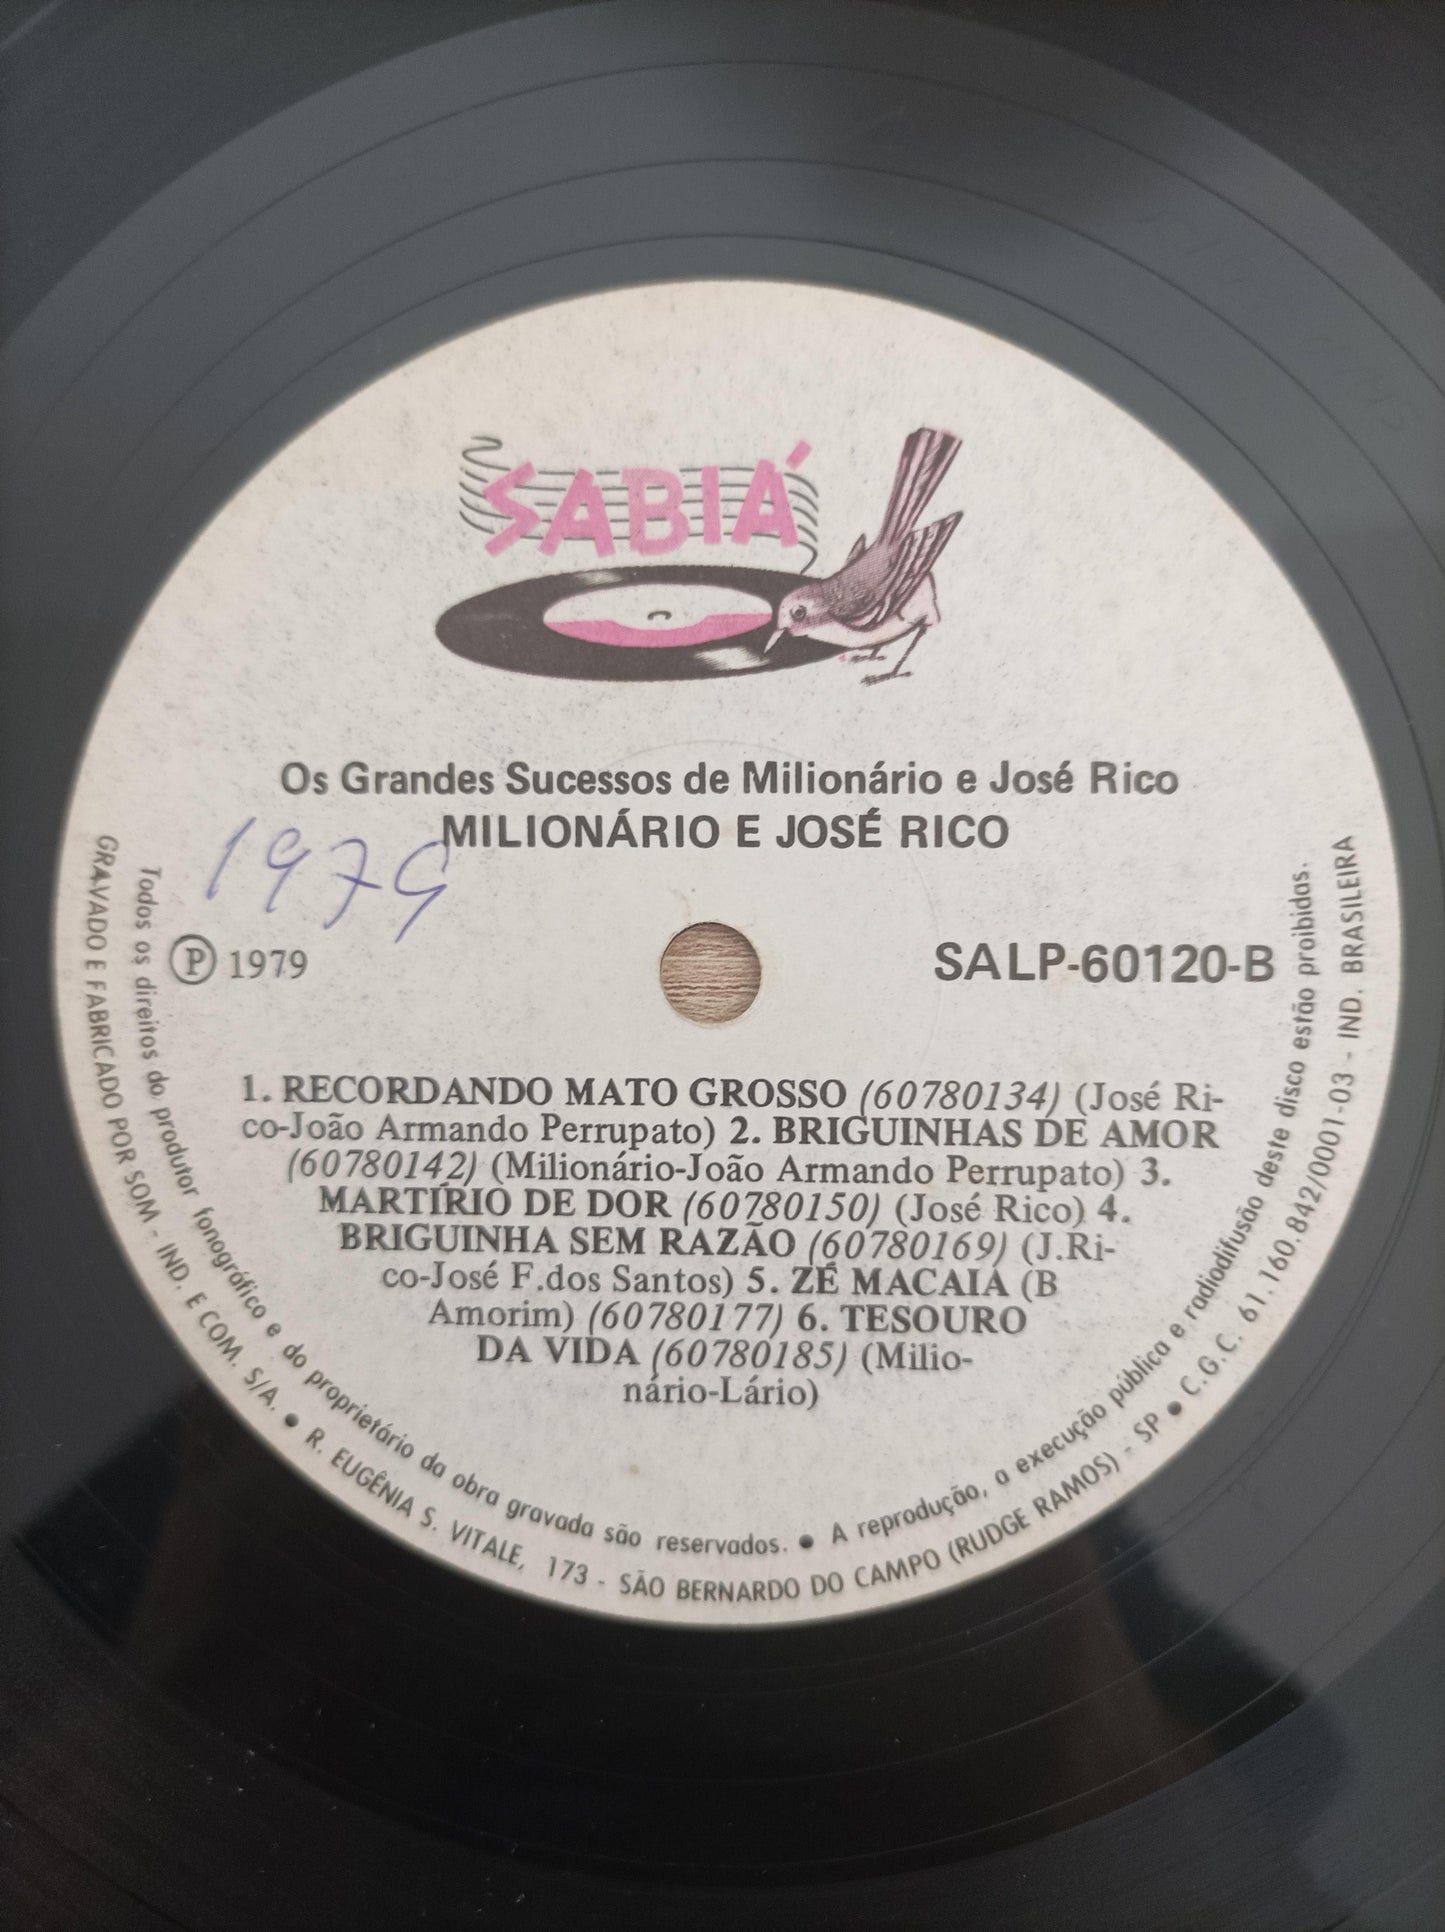 SABIÁ
Os Grandes Sucessos de Milionário e José Rico
MILIONÁRIO E JOSÉ RICO
1979
Ⓟ 1979
SALP-60120-B
1. RECORDANDO MATO GROSSO (60780134) (José Ri-
co-João Armando Perrupato) 2. BRIGUINHAS DE AMOR
(60780142) (Milionário-João Armando Perrupato) 3.
MARTÍRIO DE DOR (60780150) (José Rico) 4.
BRIGUINHA SEM RAZÃO (60780169) (J.Ri-
co-José F.dos Santos) 5. ZÉ MACAIA (B
Amorim) (60780177) 6. TESOURO
DA VIDA (60780185) (Milio-
nário-Lário)
Todos os direitos do produtor fonográfico e do proprietário da obra gravada são reservados. ● A reprodução, a execução pública e radiodifusão deste disco estão proibidas.
GRAVADO E FABRICADO POR SOM - IND. E COM. S/A. ● R. EUGÊNIA S. VITALE, 173 - SÃO BERNARDO DO CAMPO (RUDGE RAMOS) - SP ● C.G.C. 61.160.842/0001-03 - IND. BRASILEIRA